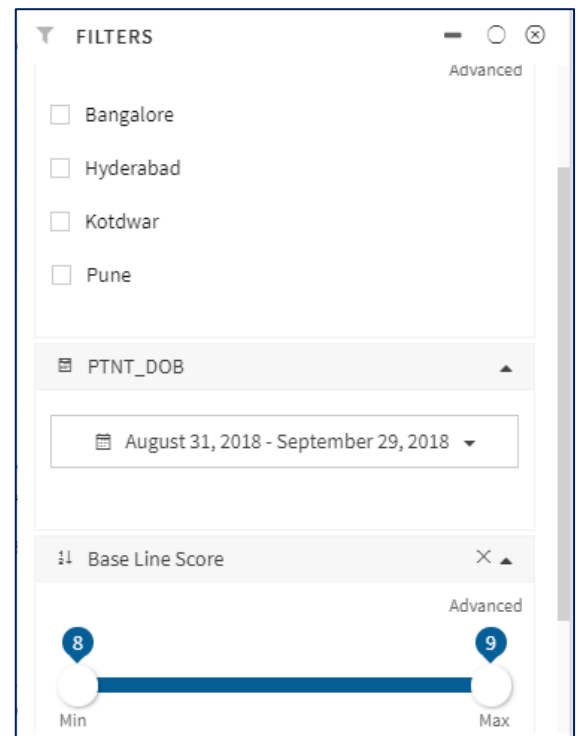 FILTERS
Advanced
Bangalore
Hyderabad
Kotdwar
Pune
PTNT_DOB
August 31, 2018 - September 29, 2018
Base Line Score
Advanced
8 9
Min Max